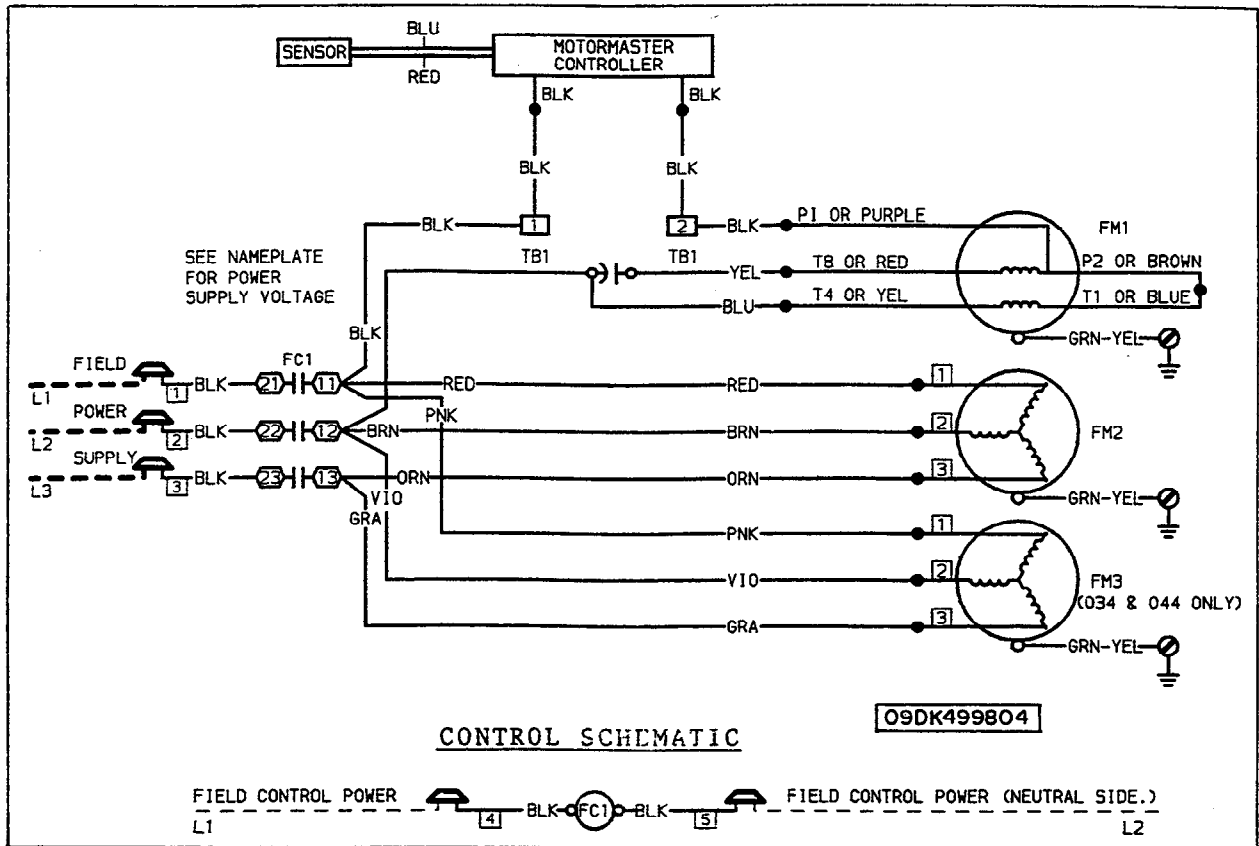 BLU
SENSOR
MOTORMASTER
CONTROLLER
RED
BLK
BLK
BLK
BLK
BLK
1
2
BLK
P1 OR PURPLE
FM1
TB1
TB1
SEE NAMEPLATE
FOR POWER
SUPPLY VOLTAGE
YEL
T8 OR RED
P2 OR BROWN
BLU
T4 OR YEL
T1 OR BLUE
BLK
GRN-YEL
FIELD
FC1
L1
1
BLK
21
11
RED
RED
1
POWER
PNK
L2
2
BLK
22
12
BRN
BRN
2
FM2
SUPPLY
L3
3
BLK
23
13
ORN
ORN
3
VIO
GRN-YEL
GRA
PNK
1
VIO
2
FM3
(034 & 044 ONLY)
GRA
3
GRN-YEL
09DK499804
CONTROL SCHEMATIC
FIELD CONTROL POWER
FIELD CONTROL POWER (NEUTRAL SIDE.)
L1
4
BLK
FC1
BLK
5
L2